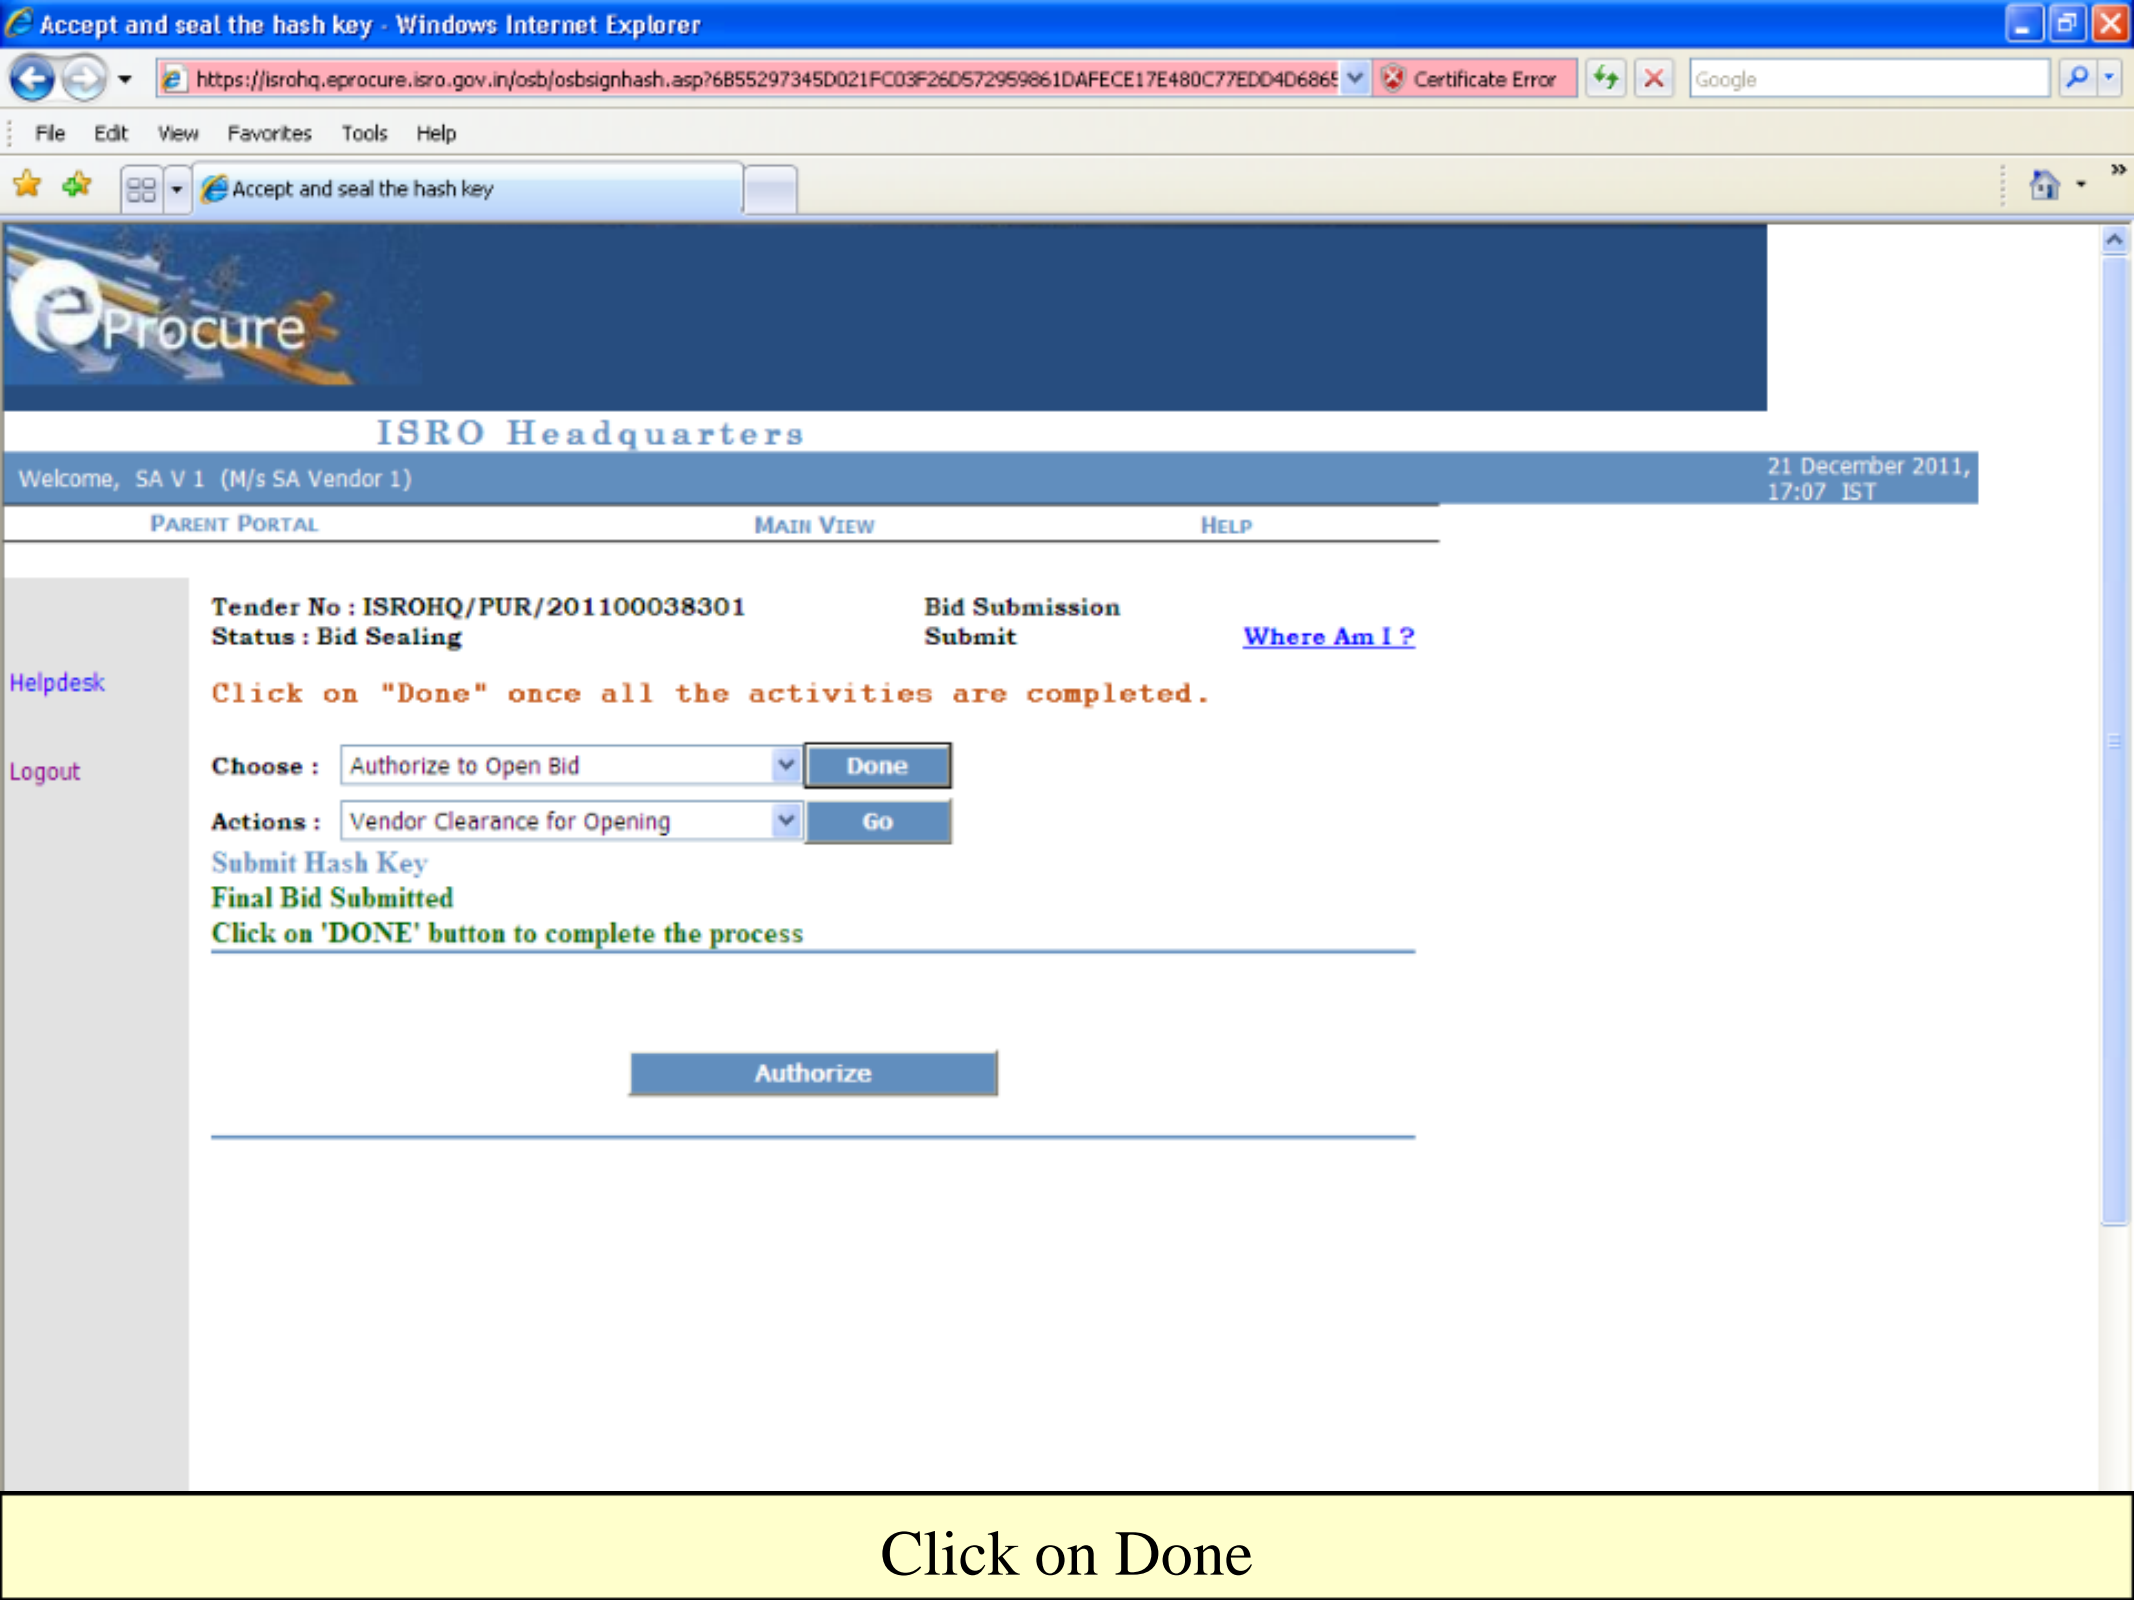 Accept and seal the hash key - Windows Internet Explorer
https://isrohq.eprocure.isro.gov.in/osb/osbsignhash.asp?6B55297345D021FC03F26D572959861DAFECE17E480C77EDD4D6865 Certificate Error Google
File Edit View Favorites Tools Help
Accept and seal the hash key
eProcure
ISRO Headquarters
Welcome, SA V 1 (M/s SA Vendor 1)
21 December 2011,
17:07 IST
PARENT PORTAL MAIN VIEW HELP
Tender No : ISROHQ/PUR/201100038301 Bid Submission
Status : Bid Sealing Submit Where Am I ?
Helpdesk
Click on "Done" once all the activities are completed.
Logout
Choose : Authorize to Open Bid Done
Actions : Vendor Clearance for Opening Go
Submit Hash Key
Final Bid Submitted
Click on 'DONE' button to complete the process
Authorize
Click on Done